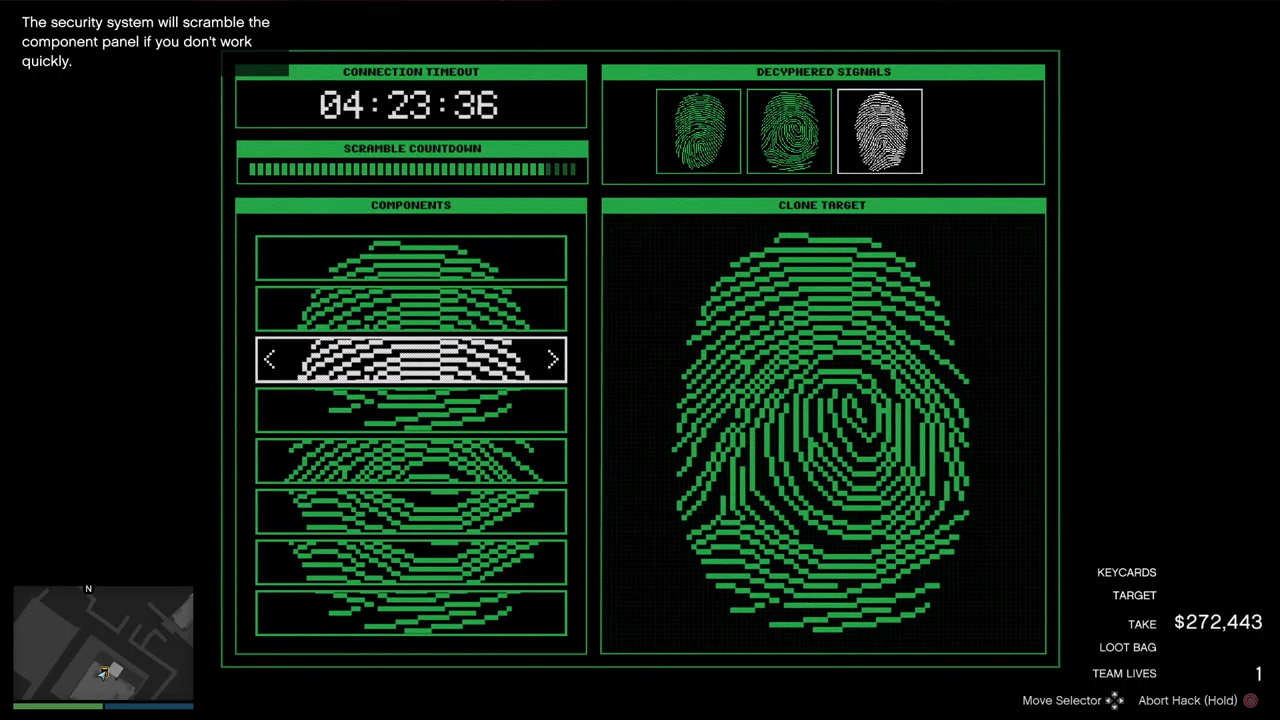 The security system will scramble the
component panel if you don't work
quickly.
CONNECTION TIMEOUT
04:23:36
SCRAMBLE COUNTDOWN
COMPONENTS
DECYPHERED SIGNALS
CLONE TARGET
N
KEYCARDS
TARGET
TAKE $272,443
LOOT BAG
TEAM LIVES 1
Move Selector Abort Hack (Hold)